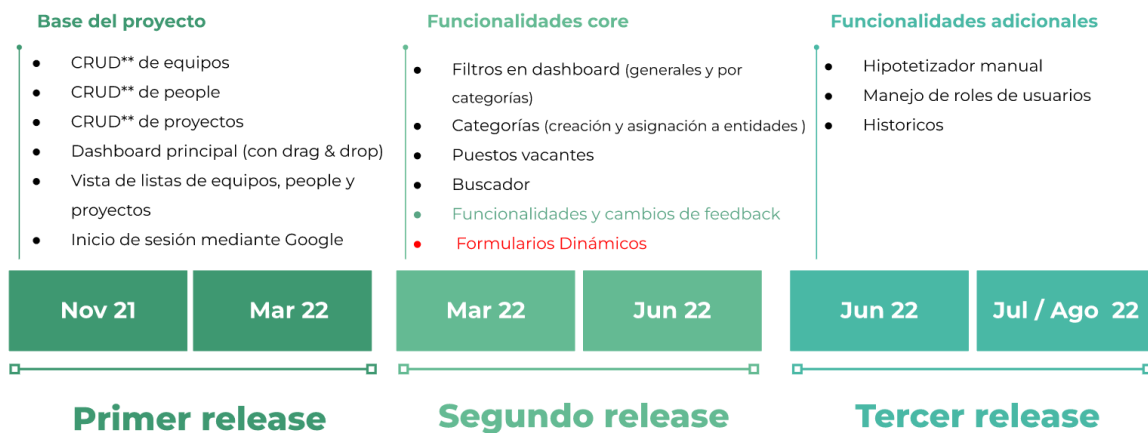 Base del proyecto
CRUD** de equipos
CRUD** de people
CRUD** de proyectos
Dashboard principal (con drag & drop)
Vista de listas de equipos, people y
proyectos
Inicio de sesión mediante Google
Nov 21
Mar 22
Primer release
Funcionalidades core
Filtros en dashboard (generales y por
categorías)
Categorías (creación y asignación a entidades )
Puestos vacantes
Buscador
Funcionalidades y cambios de feedback
Formularios Dinámicos
Mar 22
Jun 22
Segundo release
Funcionalidades adicionales
Hipotetizador manual
Manejo de roles de usuarios
Historicos
Jun 22
Jul / Ago 22
Tercer release